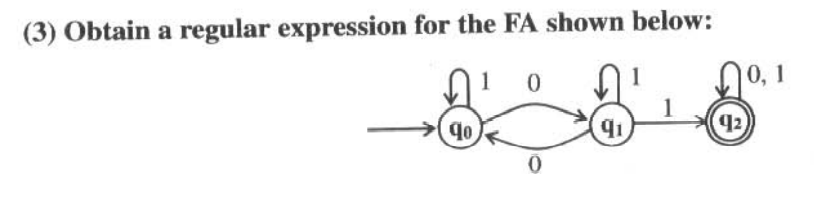 (3) Obtain a regular expression for the FA shown below:
1 0 1 0, 1
q0 q1 1 q2
0